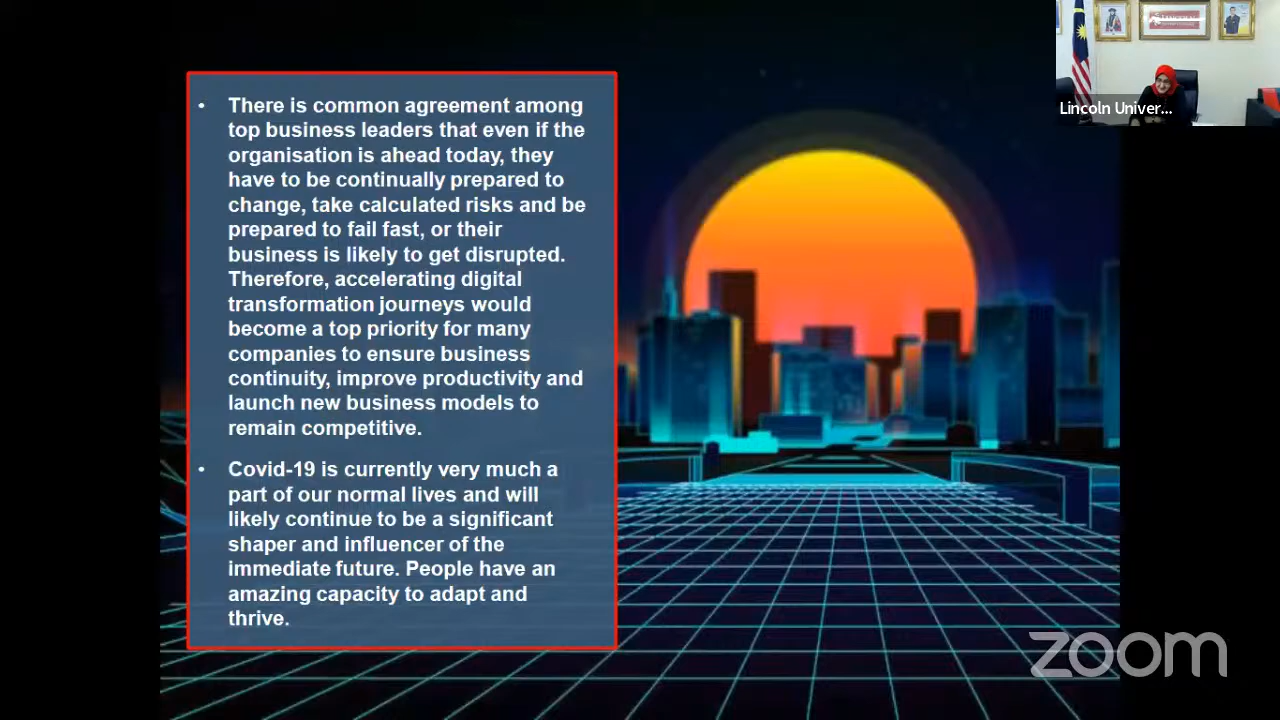 • There is common agreement among
top business leaders that even if the
organisation is ahead today, they
have to be continually prepared to
change, take calculated risks and be
prepared to fail fast, or their
business is likely to get disrupted.
Therefore, accelerating digital
transformation journeys would
become a top priority for many
companies to ensure business
continuity, improve productivity and
launch new business models to
remain competitive.
• Covid-19 is currently very much a
part of our normal lives and will
likely continue to be a significant
shaper and influencer of the
immediate future. People have an
amazing capacity to adapt and
thrive.
Lincoln Univer...
zoom